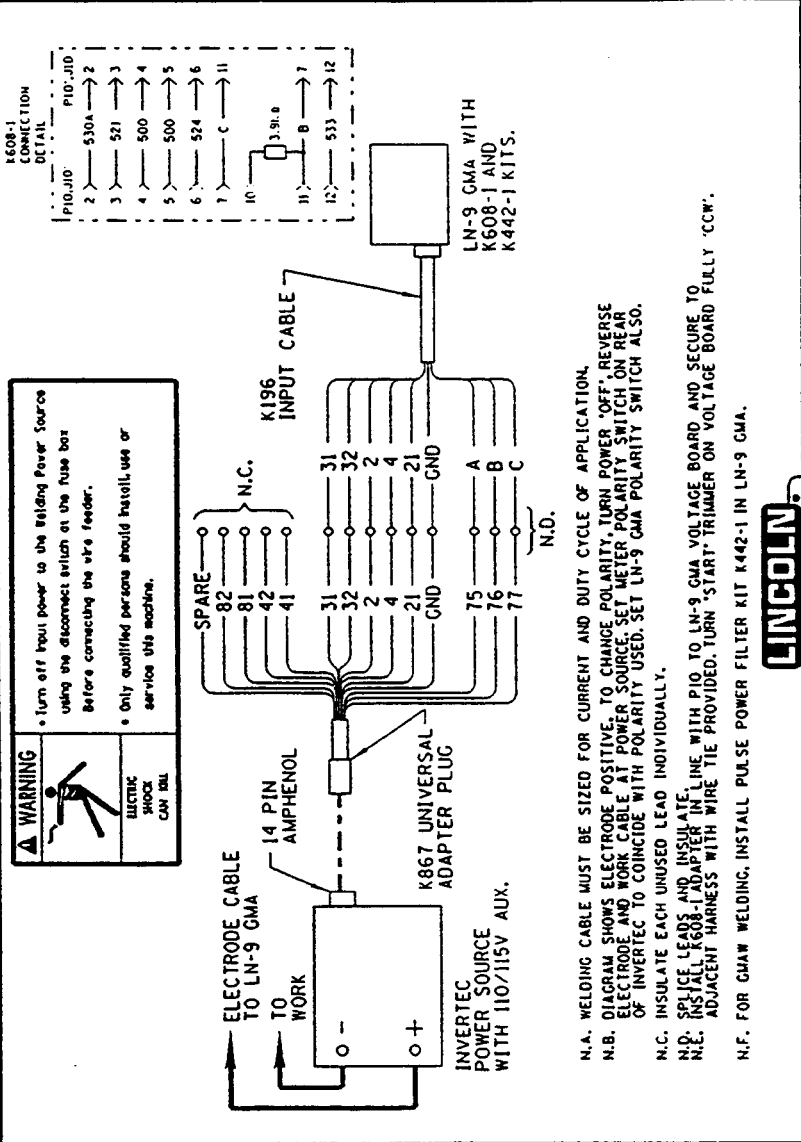 K608-1
CONNECTION
DETAIL
P10,J10 P10',J10
2 530A 2
3 521 3
4 500 4
5 500 5
6 524 6
7 C 11
10 3.9K Ω
11 B 7
12 533 12
WARNING
ELECTRIC
SHOCK
CAN KILL
• Turn off input power to the Welding Power Source
using the disconnect switch at the fuse box
Before connecting the wire feeder.
• Only qualified persons should install, use or
service this machine.
ELECTRODE CABLE
TO LN-9 GMA
TO
WORK
14 PIN
AMPHENOL
K867 UNIVERSAL
ADAPTER PLUG
INVERTEC
POWER SOURCE
WITH 110/115V AUX.
-
+
SPARE
82
81
42
41
N.C.
31 31
32 32
2 2
4 4
21 21
GND GND
75 A
76 B
77 C
N.D.
K196
INPUT CABLE
LN-9 GMA WITH
K608-1 AND
K442-1 KITS.
N.A. WELDING CABLE MUST BE SIZED FOR CURRENT AND DUTY CYCLE OF APPLICATION.
N.B. DIAGRAM SHOWS ELECTRODE POSITIVE. TO CHANGE POLARITY, TURN POWER "OFF", REVERSE
ELECTRODE AND WORK CABLE AT POWER SOURCE. SET METER POLARITY SWITCH ON REAR
OF INVERTEC TO COINCIDE WITH POLARITY USED. SET LN-9 GMA POLARITY SWITCH ALSO.
N.C. INSULATE EACH UNUSED LEAD INDIVIDUALLY.
N.D. SPLICE LEADS AND INSULATE.
N.E. INSTALL K608-1 ADAPTER IN LINE WITH P10 TO LN-9 GMA VOLTAGE BOARD AND SECURE TO
ADJACENT HARNESS WITH WIRE TIE PROVIDED. TURN "START" TRIMMER ON VOLTAGE BOARD FULLY 'CCW'.
N.F. FOR GMAW WELDING, INSTALL PULSE POWER FILTER KIT K442-1 IN LN-9 GMA.
LINCOLN